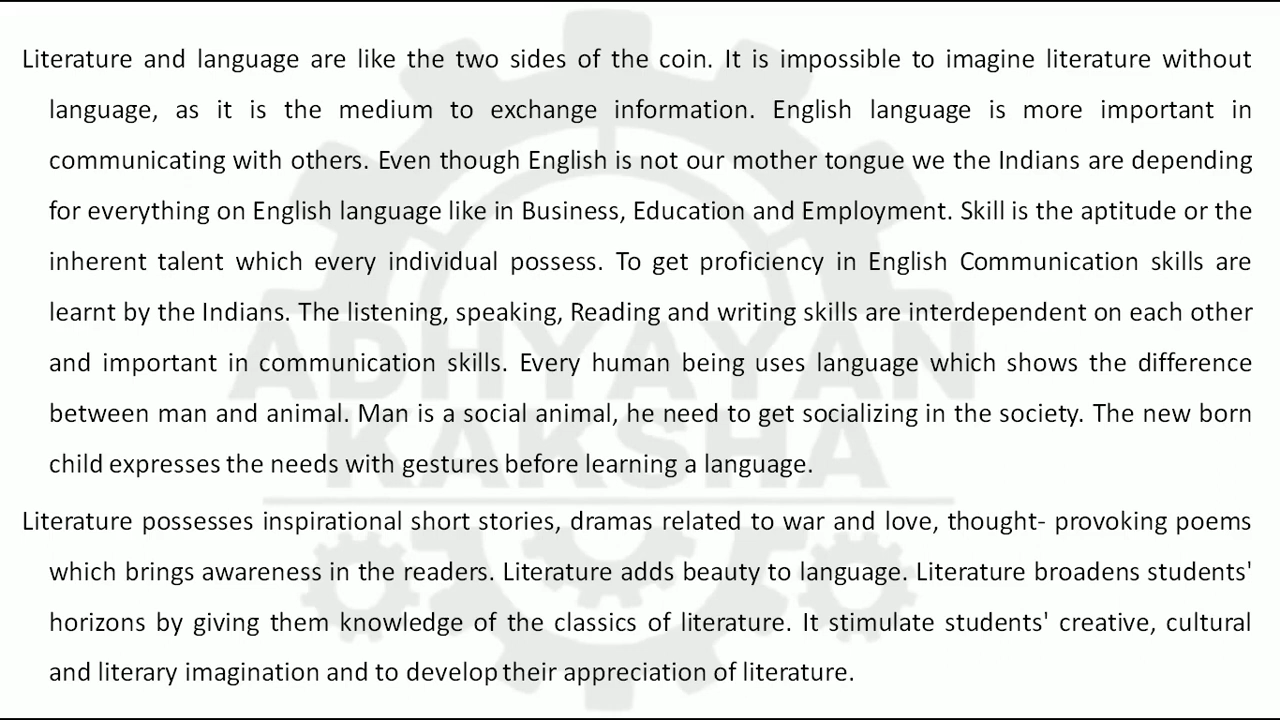 Literature and language are like the two sides of the coin. It is impossible to imagine literature without
language, as it is the medium to exchange information. English language is more important in
communicating with others. Even though English is not our mother tongue we the Indians are depending
for everything on English language like in Business, Education and Employment. Skill is the aptitude or the
inherent talent which every individual possess. To get proficiency in English Communication skills are
learnt by the Indians. The listening, speaking, Reading and writing skills are interdependent on each other
and important in communication skills. Every human being uses language which shows the difference
between man and animal. Man is a social animal, he need to get socializing in the society. The new born
child expresses the needs with gestures before learning a language.
Literature possesses inspirational short stories, dramas related to war and love, thought- provoking poems
which brings awareness in the readers. Literature adds beauty to language. Literature broadens students'
horizons by giving them knowledge of the classics of literature. It stimulate students' creative, cultural
and literary imagination and to develop their appreciation of literature.
ADHYAYAN
KAKSHA